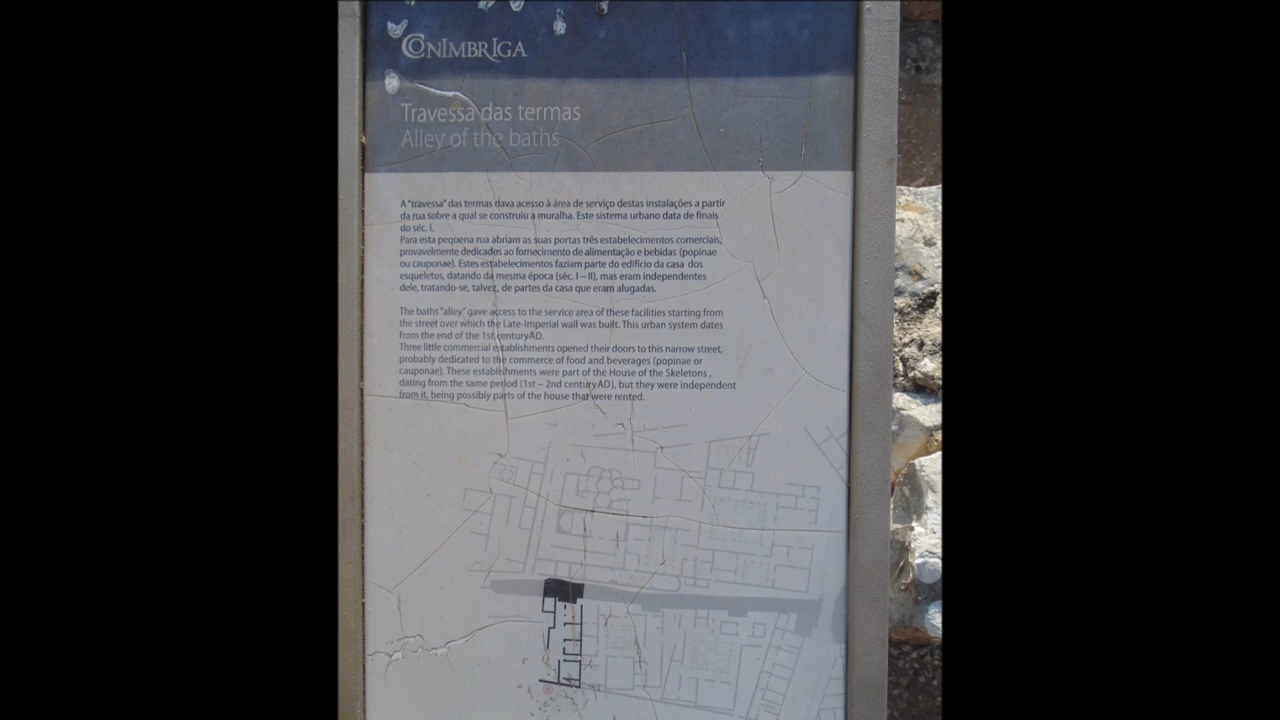 CONIMBRIGA
Travessa das termas
Alley of the baths
A "travessa" das termas dava acesso à área de serviço destas instalações a partir
da rua sobre a qual se construiu a muralha. Este sistema urbano data de finais
do séc. I.
Para esta pequena rua abriam as suas portas três estabelecimentos comerciais,
provavelmente dedicados ao fornecimento de alimentação e bebidas (popinae
ou cauponae). Estes estabelecimentos faziam parte do edifício da casa dos
esqueletos, datando da mesma época (séc. I – II), mas eram independentes
dele, tratando-se, talvez, de partes da casa que eram alugadas.
The baths "alley," gave access to the service area of these facilities starting from
the street over which the Late-Imperial wall was built. This urban system dates
from the end of the 1st century AD.
Three little commercial establishments opened their doors to this narrow street,
probably dedicated to the commerce of food and beverages (popinae or
cauponae). These establishments were part of the House of the Skeletons ,
dating from the same period (1st – 2nd century AD), but they were independent
from it, being possibly parts of the house that were rented.